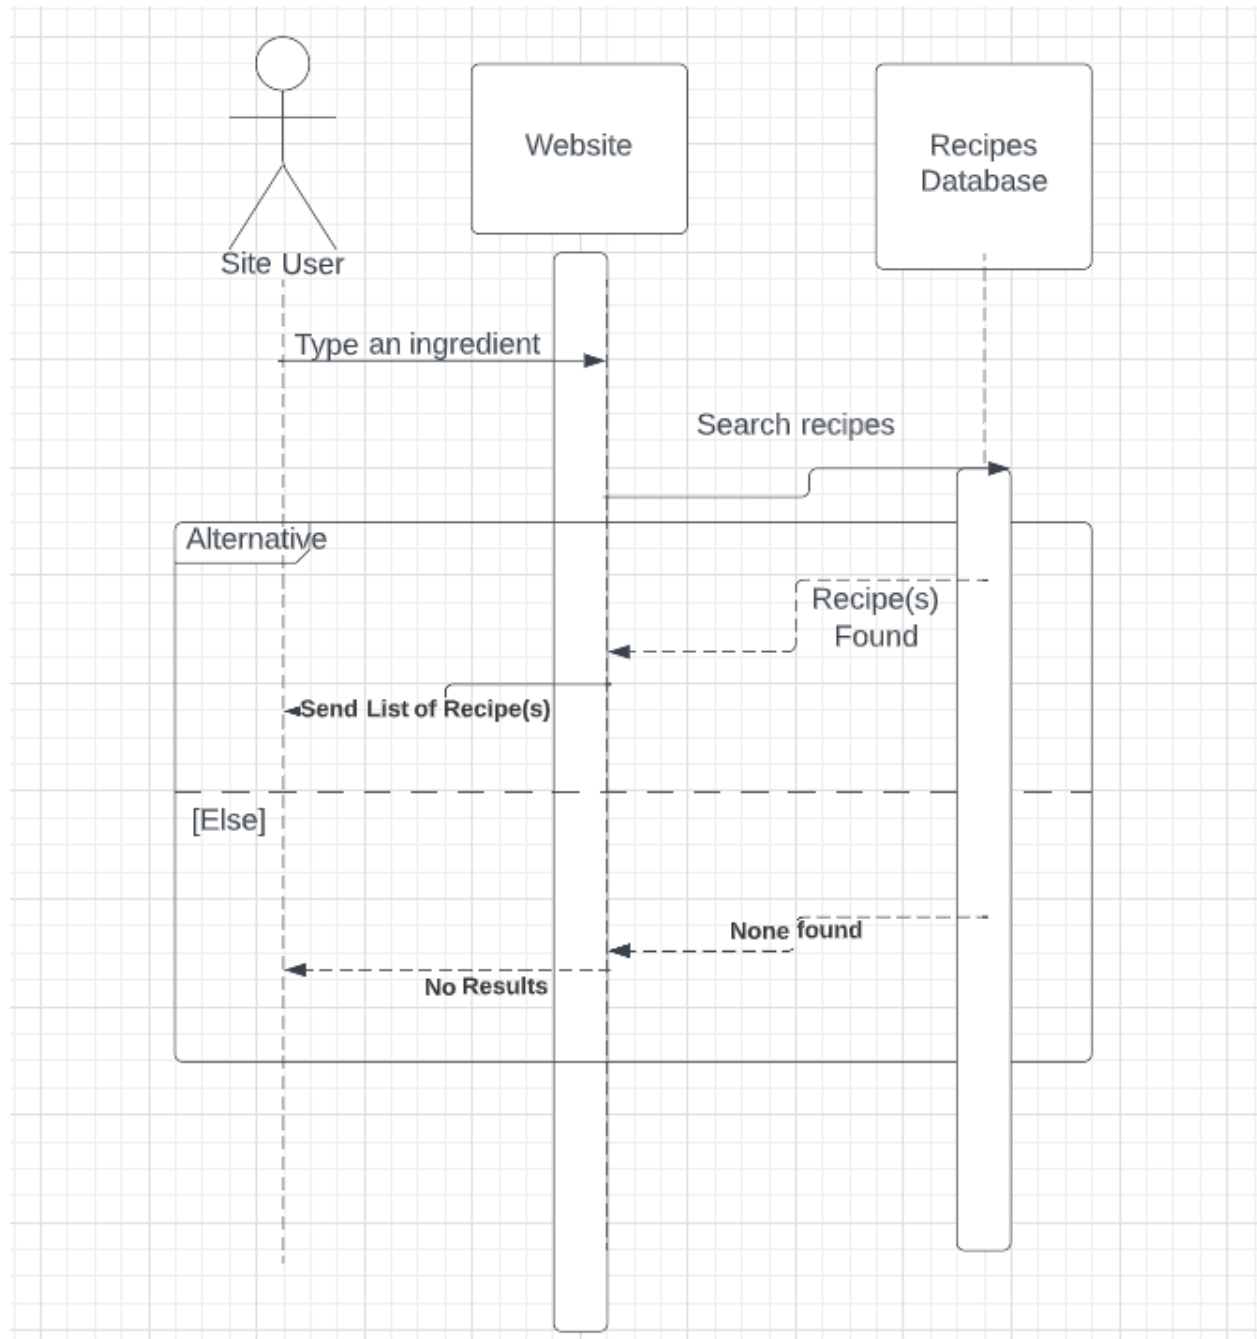 Website
Recipes
Database
Site User
Type an ingredient
Search recipes
Alternative
Recipe(s)
Found
Send List of Recipe(s)
[Else]
None found
No Results